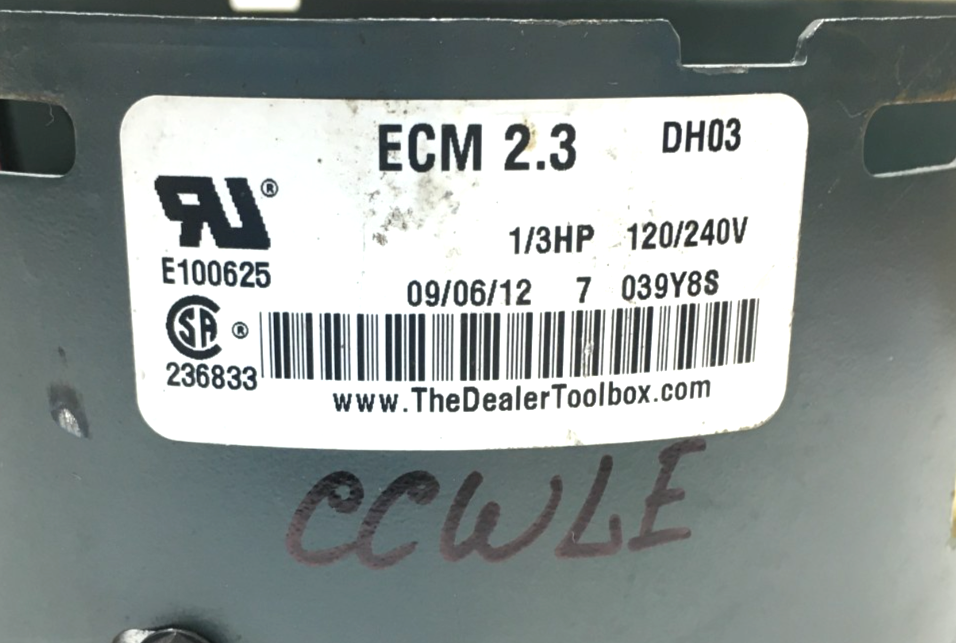 ECM 2.3 DH03
1/3HP 120/240V
E100625
09/06/12 7 039Y8S
236833
www.TheDealerToolbox.com
CCWLE